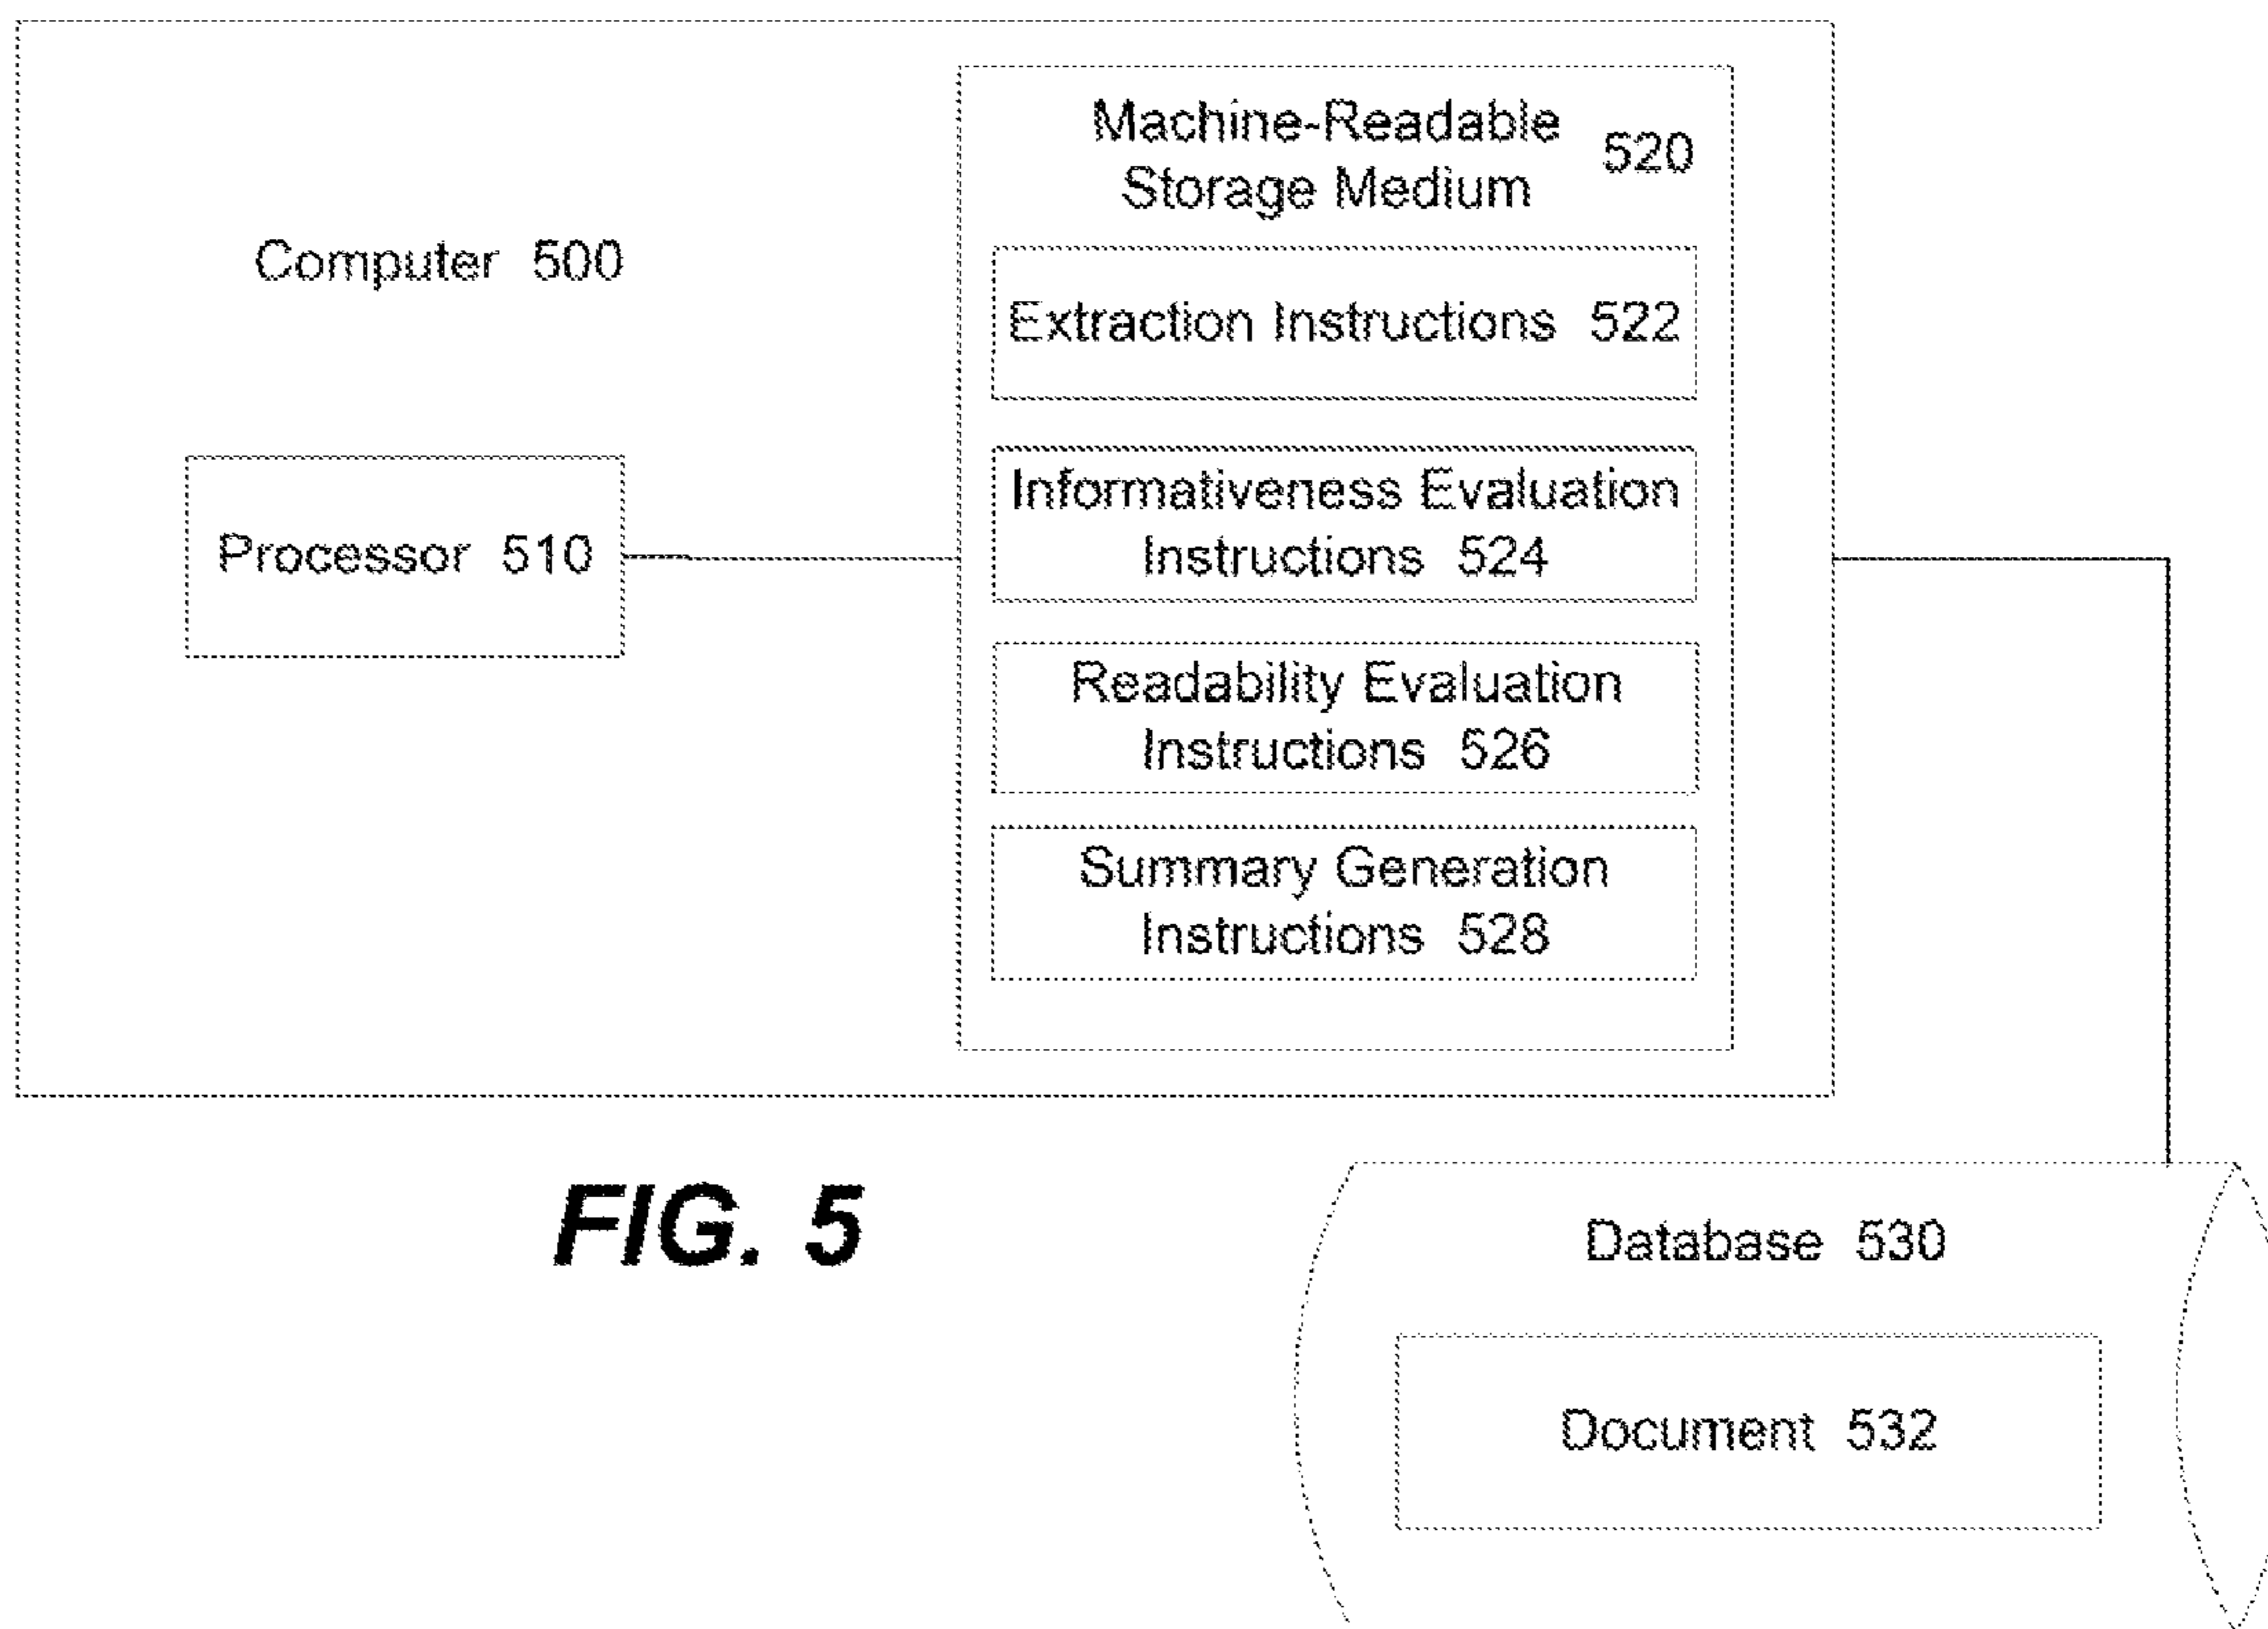 Computer 500
Processor 510
Machine-Readable
Storage Medium
520
Extraction Instructions 522
Informativeness Evaluation
Instructions 524
Readability Evaluation
Instructions 526
Summary Generation
Instructions 528
FIG. 5
Database 530
Document 532